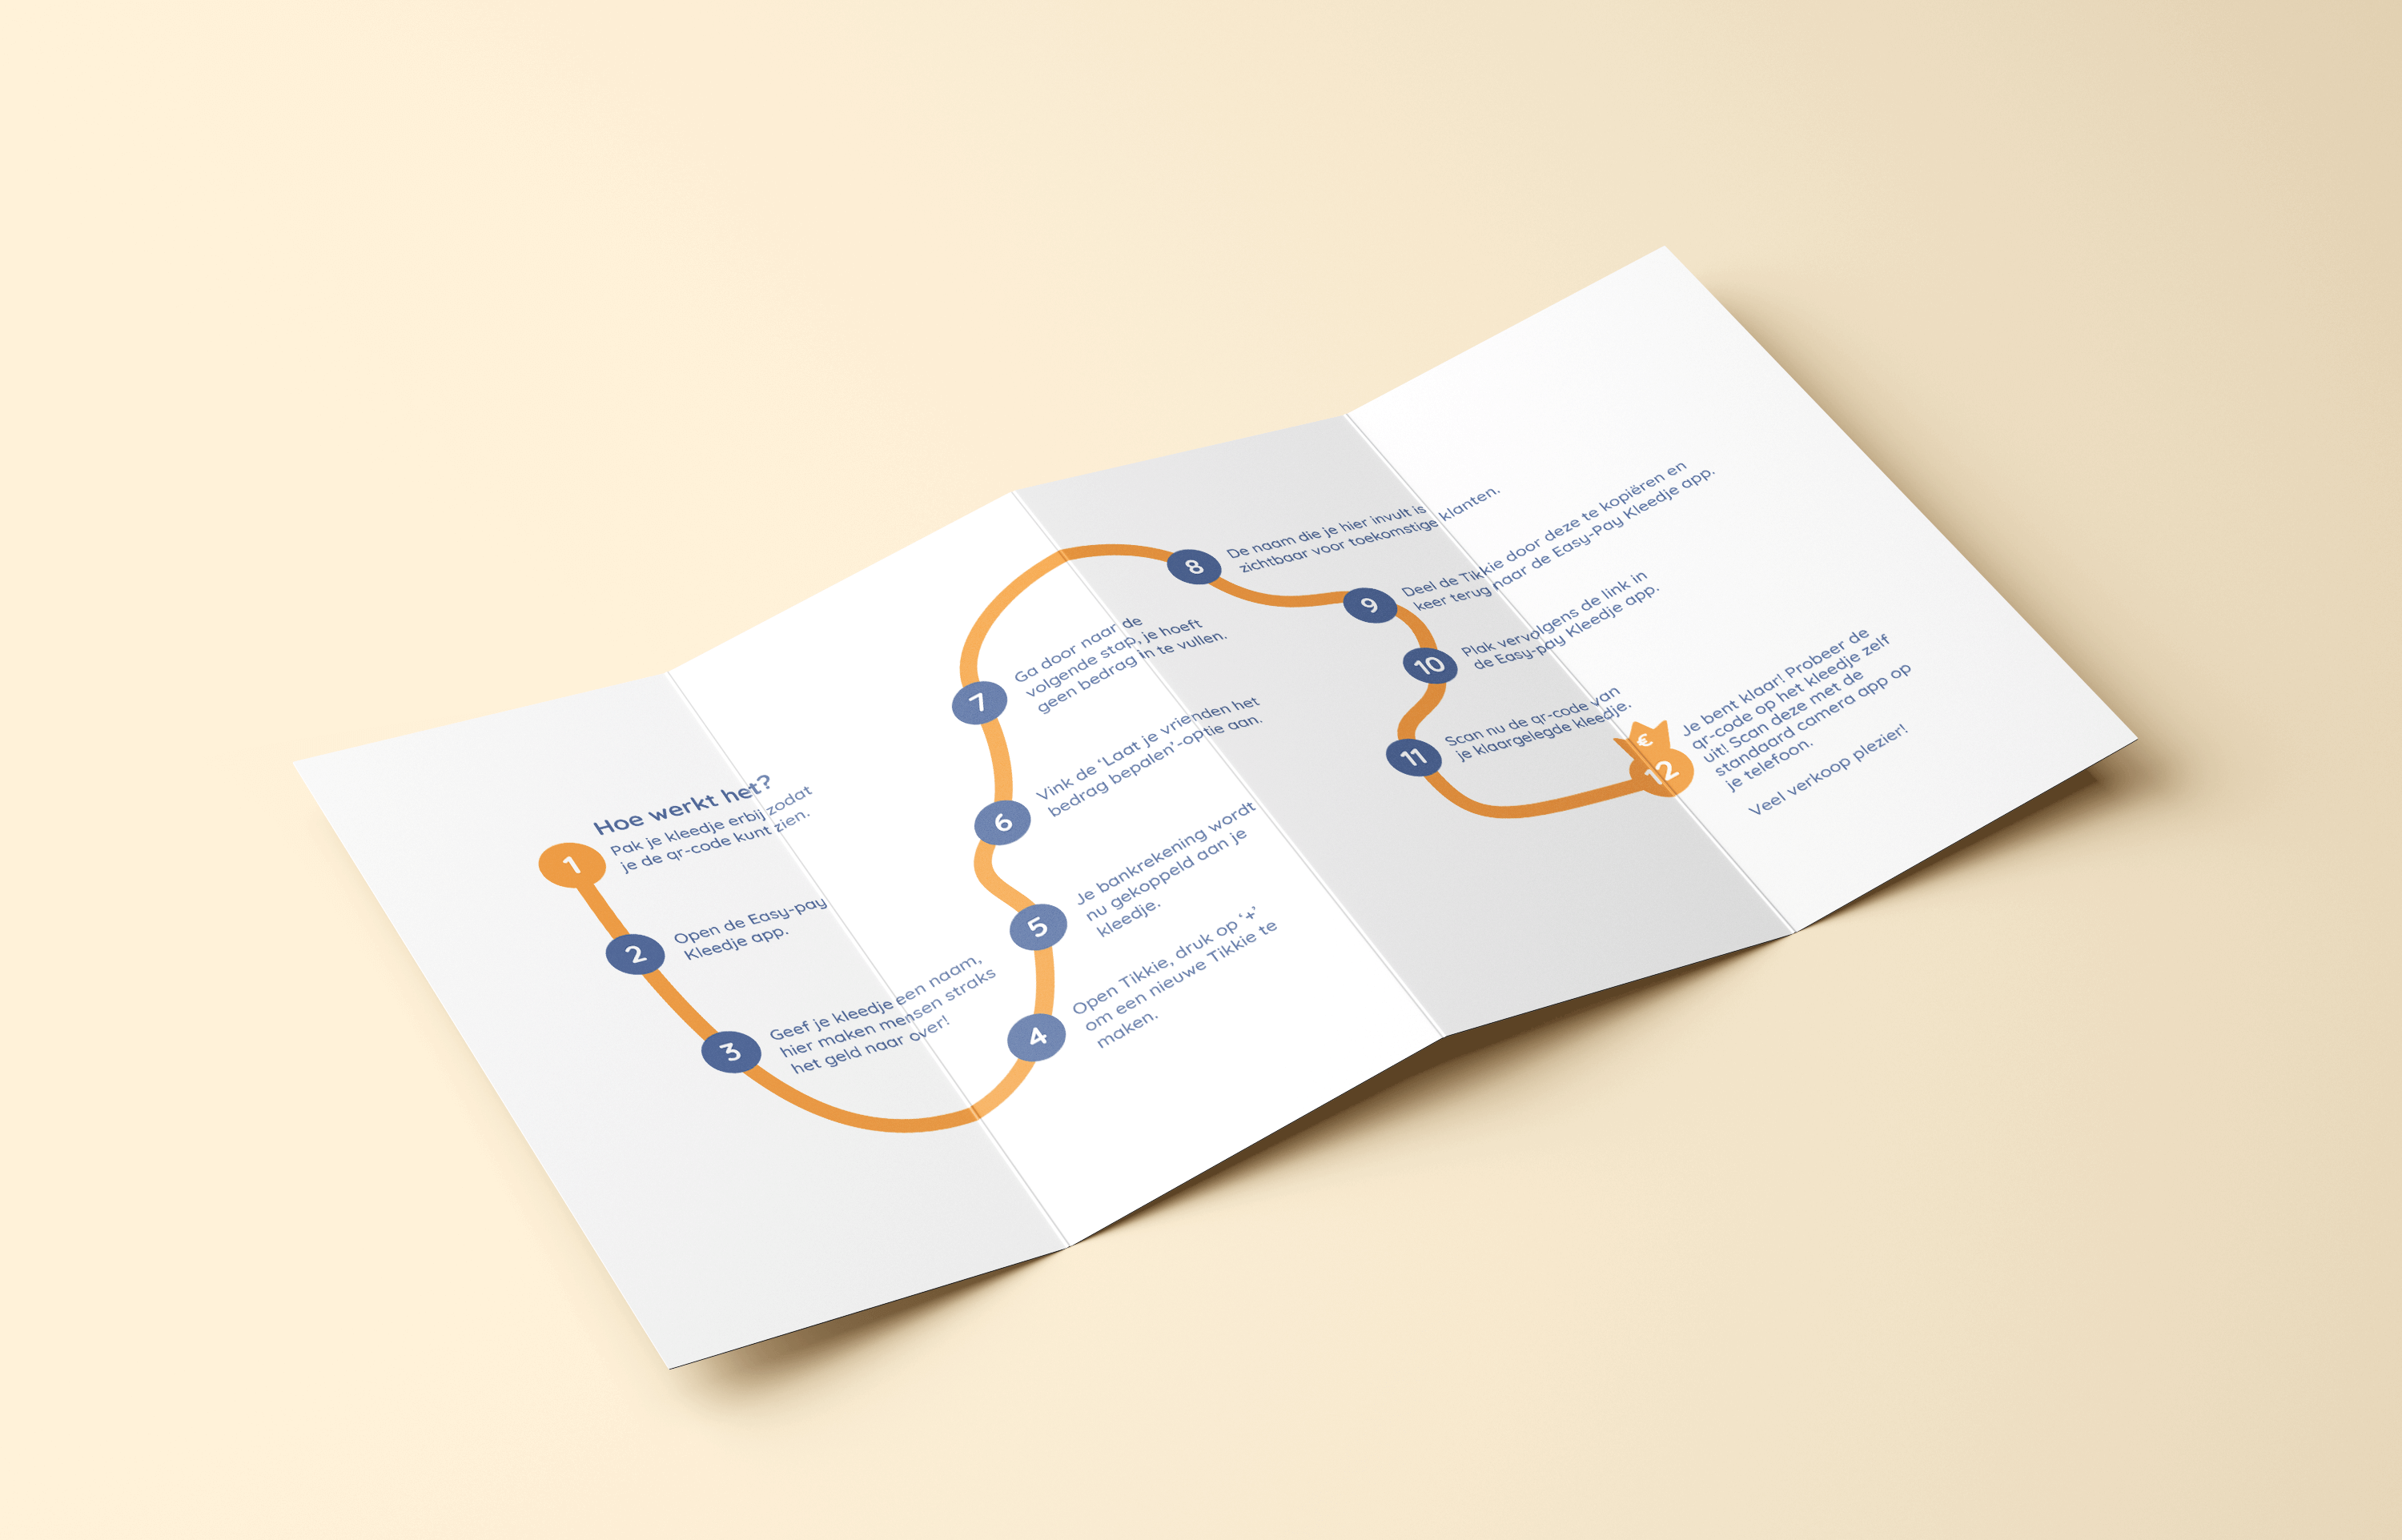 Hoe werkt het?
1
Pak je kleedje erbij zodat
je de qr-code kunt zien.
2
Open de Easy-pay
Kleedje app.
3
Geef je kleedje een naam,
hier maken mensen straks
het geld naar over!
4
Open Tikkie, druk op ‘+’
om een nieuwe Tikkie te
maken.
5
Je bankrekening wordt
nu gekoppeld aan je
kleedje.
6
Vink de ‘Laat je vrienden het
bedrag bepalen’-optie aan.
7
Ga door naar de
volgende stap, je hoeft
geen bedrag in te vullen.
8
De naam die je hier invult is
zichtbaar voor toekomstige klanten.
9
Deel de Tikkie door deze te kopiëren en
keer terug naar de Easy-Pay Kleedje app.
10
Plak vervolgens de link in
de Easy-pay Kleedje app.
11
Scan nu de qr-code van
je klaargelegde kleedje.
€
12
Je bent klaar! Probeer de
qr-code op het kleedje zelf
uit! Scan deze met de
standaard camera app op
je telefoon.
Veel verkoop plezier!